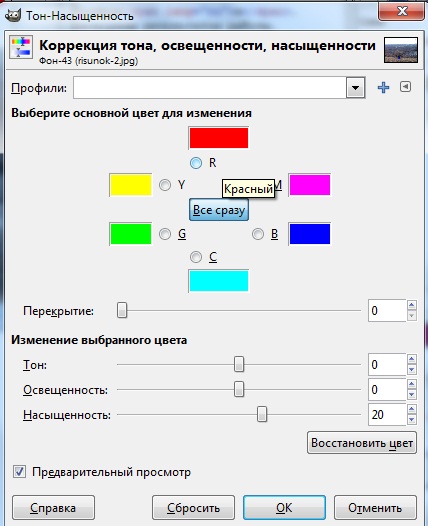 Тон-Насыщенность
Коррекция тона, освещенности, насыщенности
Фон-43 (risunok-2.jpg)
Профили:
Выберите основной цвет для изменения
R
Y
Красный
M
Все сразу
G
B
C
Перекрытие:
0
Изменение выбранного цвета
Тон:
0
Освещенность:
0
Насыщенность:
20
Восстановить цвет
Предварительный просмотр
Справка
Сбросить
OK
Отменить